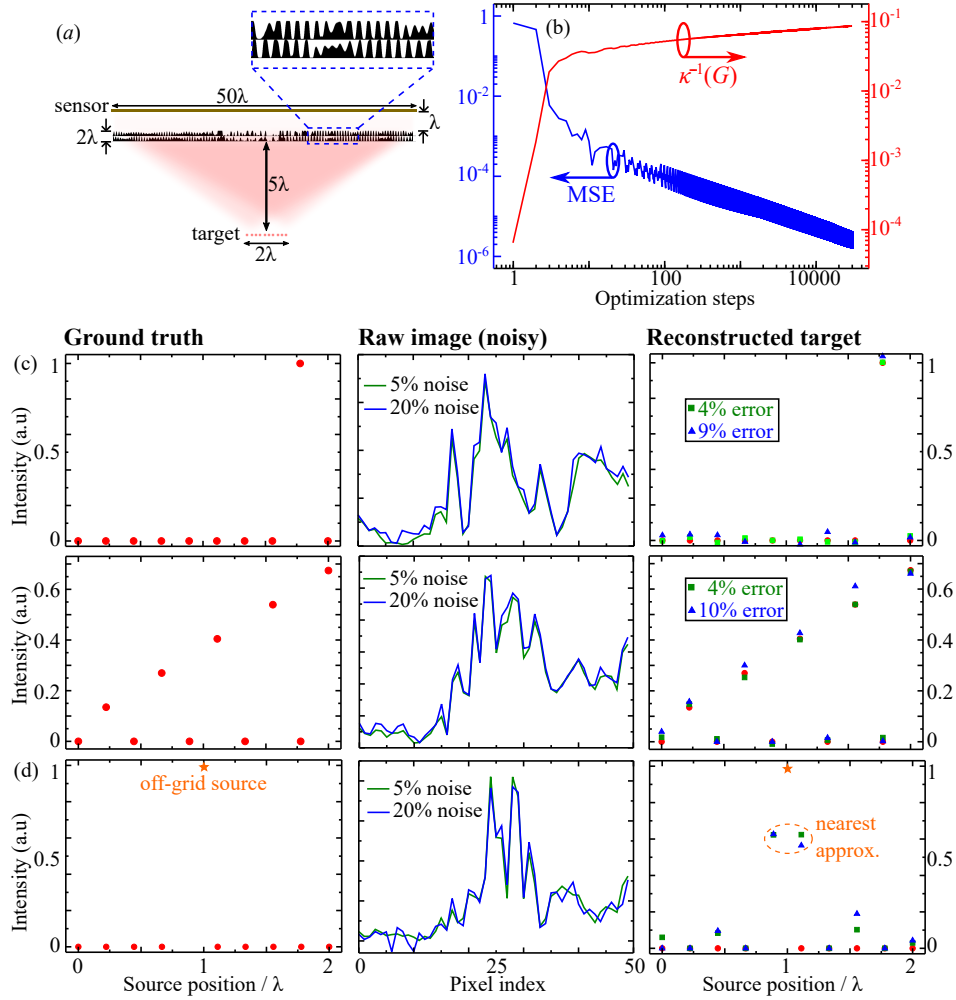 (a)
sensor
50λ
λ
2λ
5λ
target
2λ
(b)
1
10⁻²
10⁻⁴
10⁻⁶
10⁻¹
10⁻²
10⁻³
10⁻⁴
κ⁻¹(G)
MSE
1
100
10000
Optimization steps
Ground truth
Raw image (noisy)
Reconstructed target
(c)
Intensity (a.u)
1
0.5
0
5% noise
20% noise
4% error
9% error
1
0.5
0
Intensity (a.u)
0.6
0.4
0.2
0
5% noise
20% noise
4% error
10% error
0.6
0.4
0.2
0
(d)
Intensity (a.u)
1
0.5
0
off-grid source
5% noise
20% noise
nearest
approx.
1
0.5
0
0
1
2
Source position / λ
0
25
50
Pixel index
0
1
2
Source position / λ